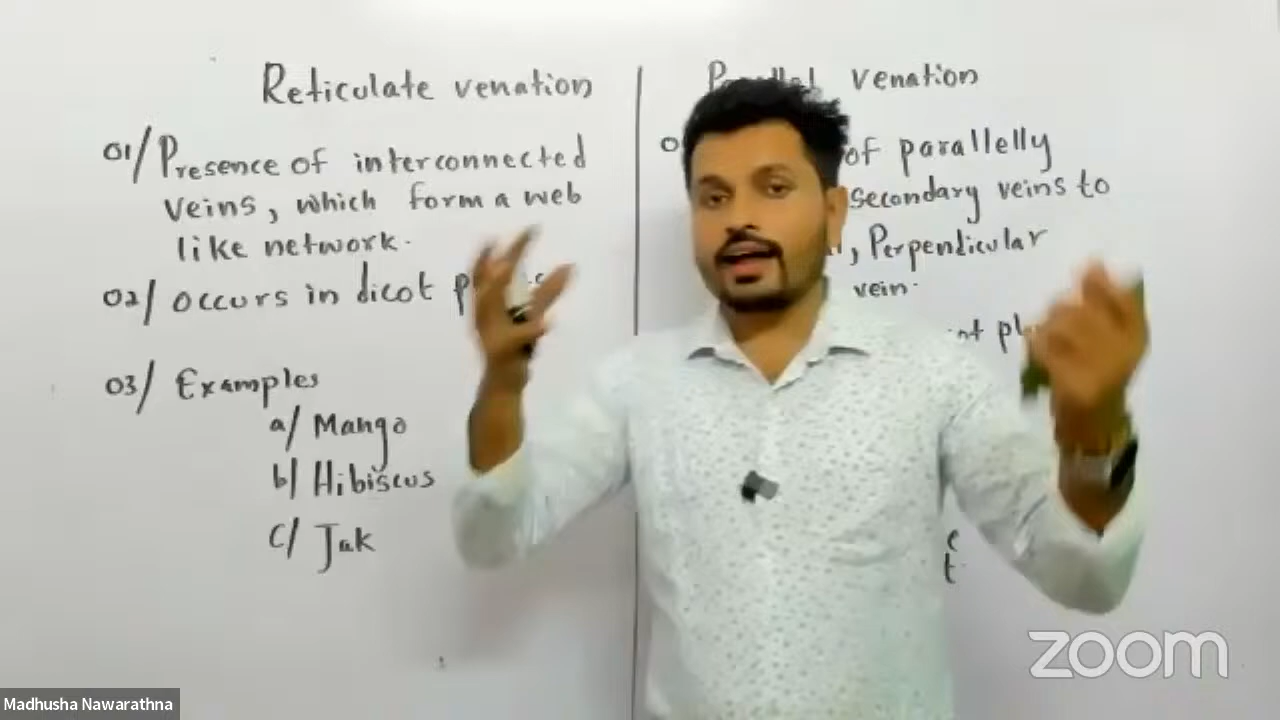 Reticulate venation
01/ Presence of interconnected
veins, which form a web
like network.
02/ occurs in dicot
03/ Examples
a/ Mango
b/ Hibiscus
c/ Jak
venation
of parallelly
secondary veins to
, Perpendicular
vein.
zoom
Madhusha Nawarathna